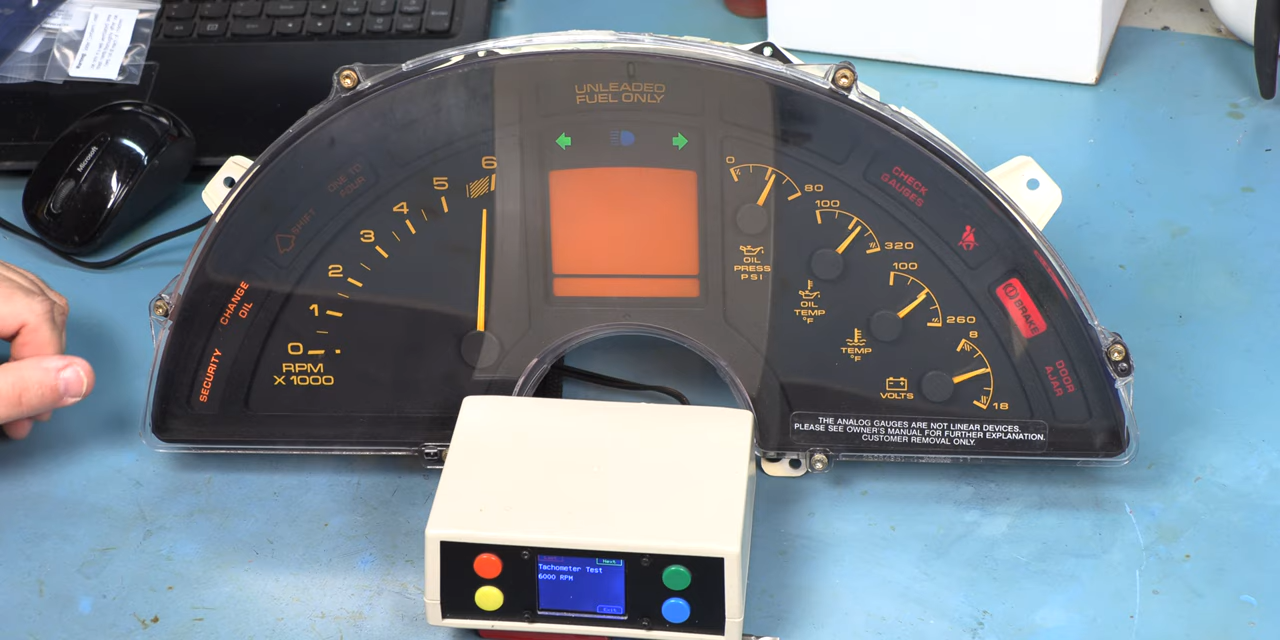 Microsoft
UNLEADED
FUEL ONLY
SHIFT
0
1
2
3
4
5
6
RPM
X 1000
CHANGE
OIL
SECURITY
0
80
OIL
PRESS
PSI
100
320
OIL
TEMP
°F
100
260
TEMP
°F
8
18
VOLTS
CHECK
GAUGES
BRAKE
DOOR
AJAR
THE ANALOG GAUGES ARE NOT LINEAR DEVICES.
PLEASE SEE OWNER'S MANUAL FOR FURTHER EXPLANATION.
CUSTOMER REMOVAL ONLY.
Next
Tachometer Test
6000 RPM
Exit